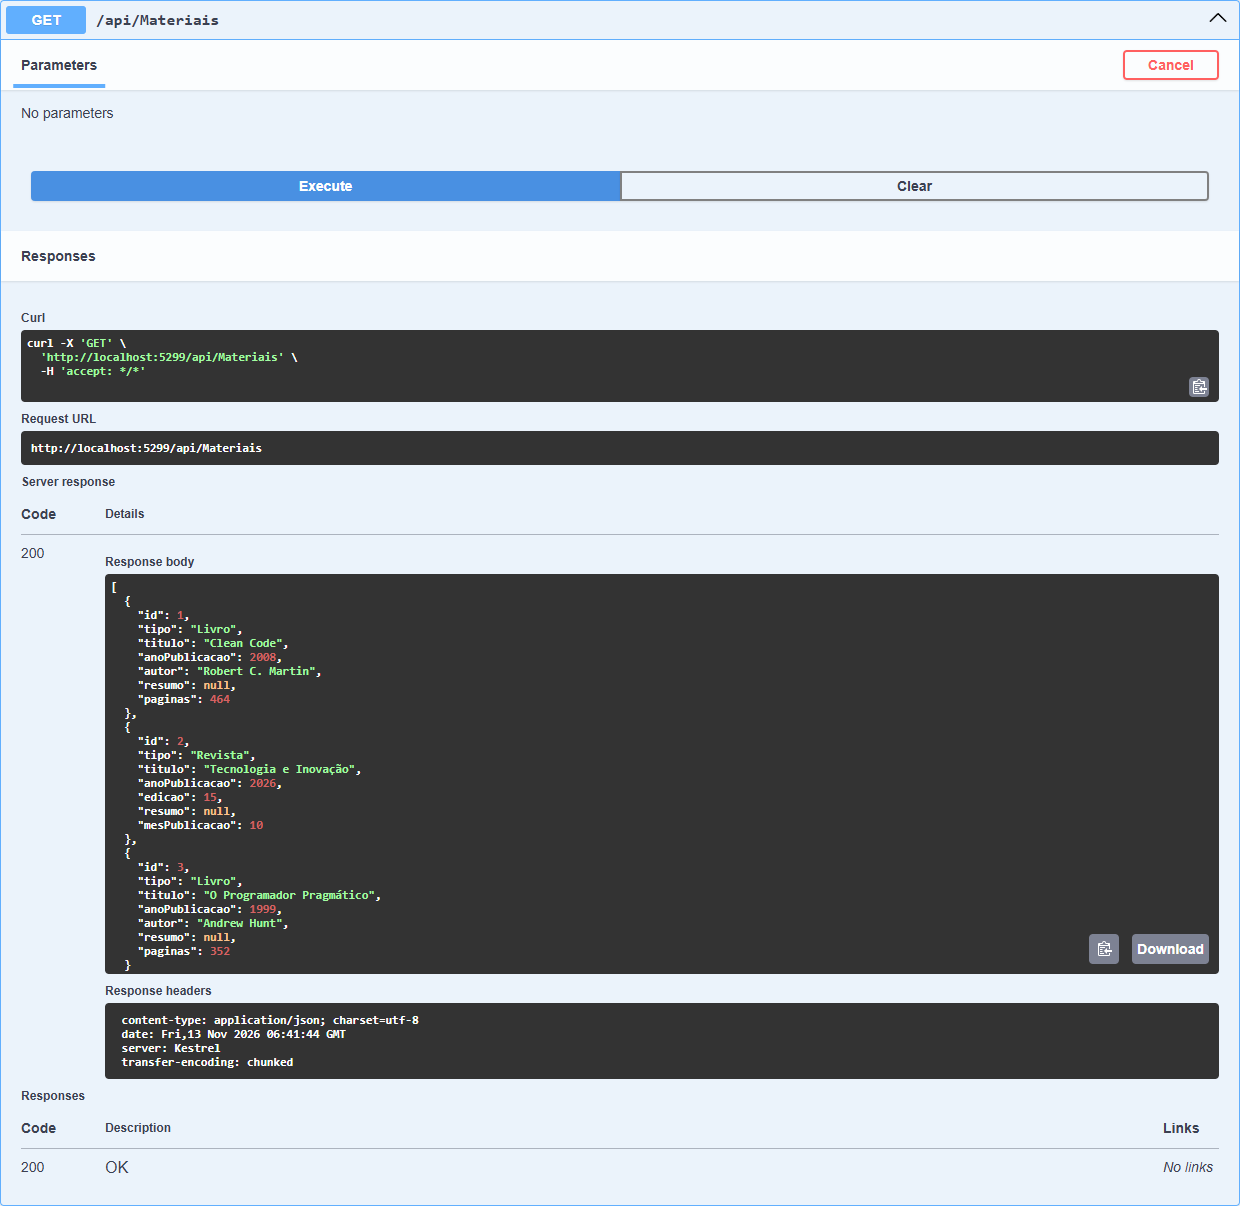 GET /api/Materiais
Parameters
Cancel
No parameters
Execute
Clear
Responses
Curl
curl -X 'GET' \
  'http://localhost:5299/api/Materiais' \
  -H 'accept: */*'
Request URL
http://localhost:5299/api/Materiais
Server response
Code Details
200
Response body
[
  {
    "id": 1,
    "tipo": "Livro",
    "titulo": "Clean Code",
    "anoPublicacao": 2008,
    "autor": "Robert C. Martin",
    "resumo": null,
    "paginas": 464
  },
  {
    "id": 2,
    "tipo": "Revista",
    "titulo": "Tecnologia e Inovação",
    "anoPublicacao": 2026,
    "edicao": 15,
    "resumo": null,
    "mesPublicacao": 10
  },
  {
    "id": 3,
    "tipo": "Livro",
    "titulo": "O Programador Pragmático",
    "anoPublicacao": 1999,
    "autor": "Andrew Hunt",
    "resumo": null,
    "paginas": 352
  }
Download
Response headers
content-type: application/json; charset=utf-8
date: Fri,13 Nov 2026 06:41:44 GMT
server: Kestrel
transfer-encoding: chunked
Responses
Code Description Links
200 OK No links